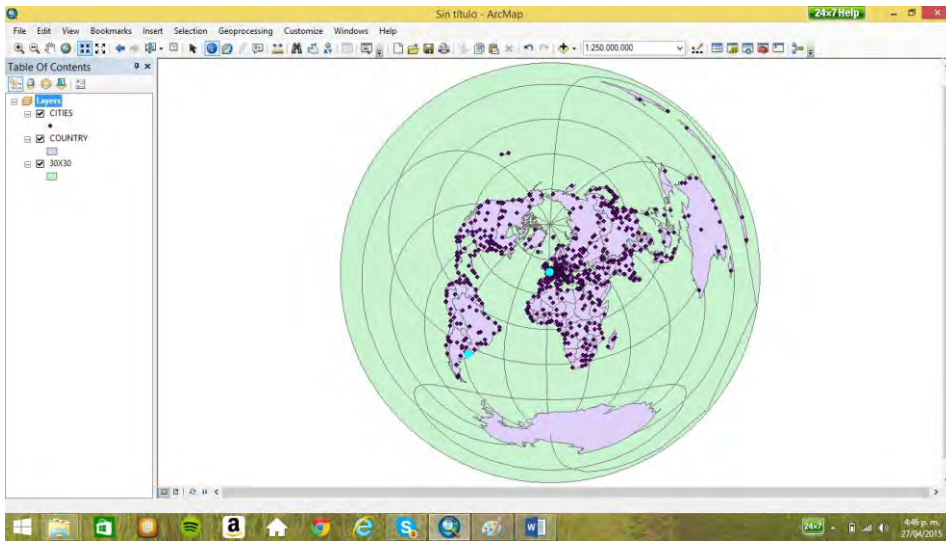 Sin título - ArcMap
24x7 Help
File Edit View Bookmarks Insert Selection Geoprocessing Customize Windows Help
1:250.000.000
Table Of Contents
Layers
CITIES
COUNTRY
30X30
24x7
4:46 p. m.
27/04/2015